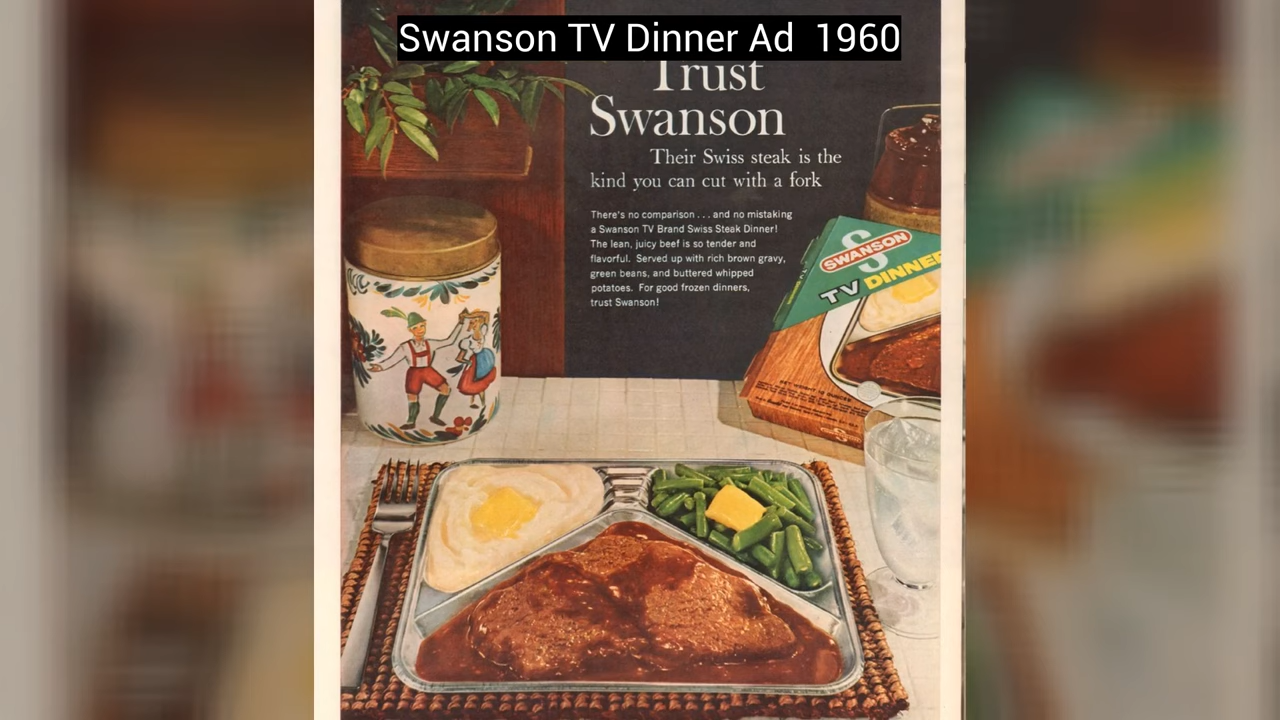 Swanson TV Dinner Ad 1960
Trust
Swanson
Their Swiss steak is the
kind you can cut with a fork
There's no comparison . . . and no mistaking
a Swanson TV Brand Swiss Steak Dinner!
The lean, juicy beef is so tender and
flavorful. Served up with rich brown gravy,
green beans, and buttered whipped
potatoes. For good frozen dinners,
trust Swanson!
S
SWANSON
TV DINNER